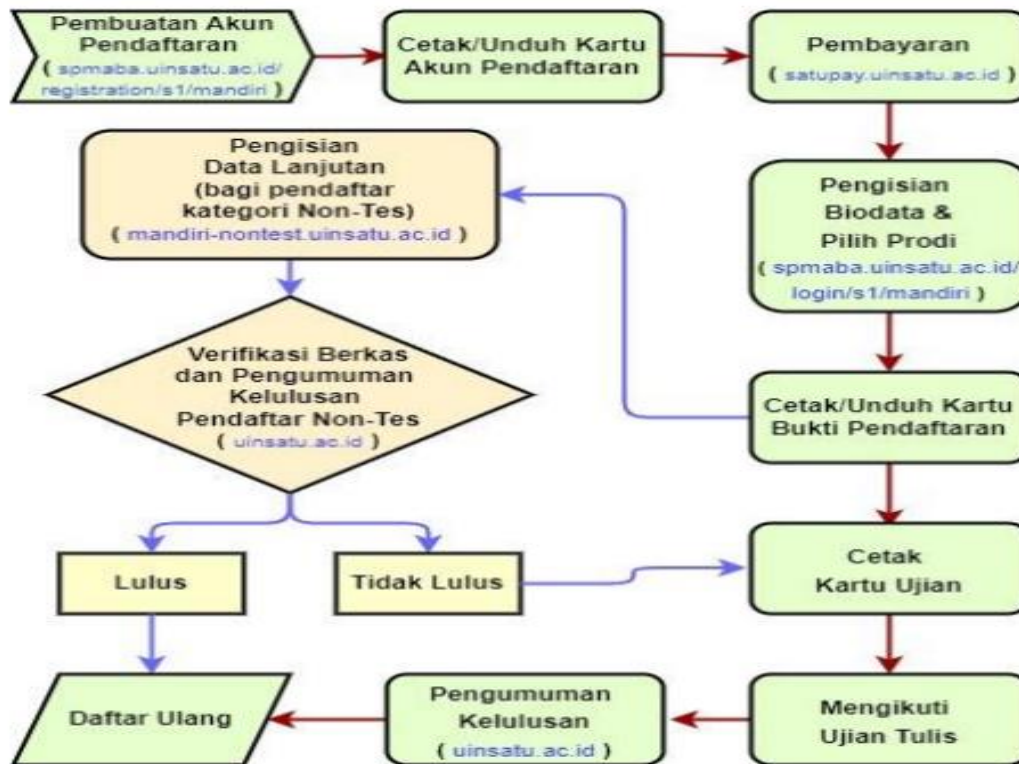 Pembuatan Akun
Pendaftaran
( spmaba.uinsatu.ac.id/
registration/s1/mandiri )
Cetak/Unduh Kartu
Akun Pendaftaran
Pembayaran
( satupay.uinsatu.ac.id )
Pengisian
Biodata &
Pilih Prodi
( spmaba.uinsatu.ac.id/
login/s1/mandiri )
Cetak/Unduh Kartu
Bukti Pendaftaran
Pengisian
Data Lanjutan
(bagi pendaftar
kategori Non-Tes)
( mandiri-nontest.uinsatu.ac.id )
Verifikasi Berkas
dan Pengumuman
Kelulusan
Pendaftar Non-Tes
( uinsatu.ac.id )
Lulus
Tidak Lulus
Cetak
Kartu Ujian
Mengikuti
Ujian Tulis
Pengumuman
Kelulusan
( uinsatu.ac.id )
Daftar Ulang